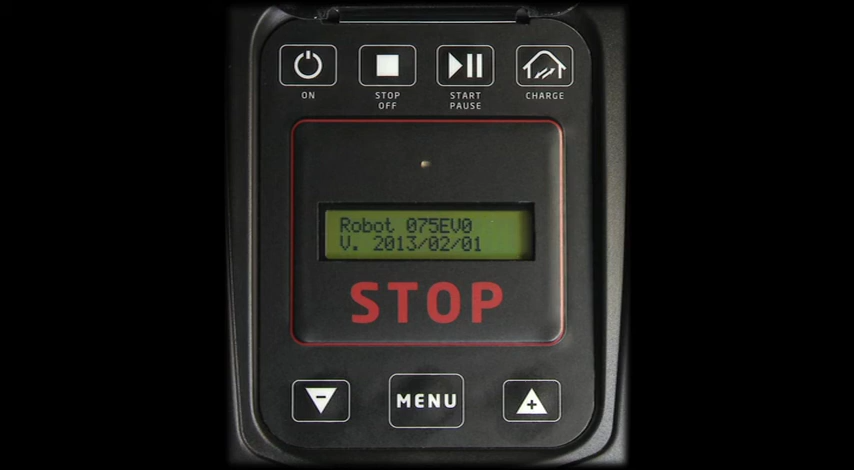 ON
STOP
OFF
START
PAUSE
CHARGE
Robot 075EV0
V. 2013/02/01
STOP
-
MENU
+